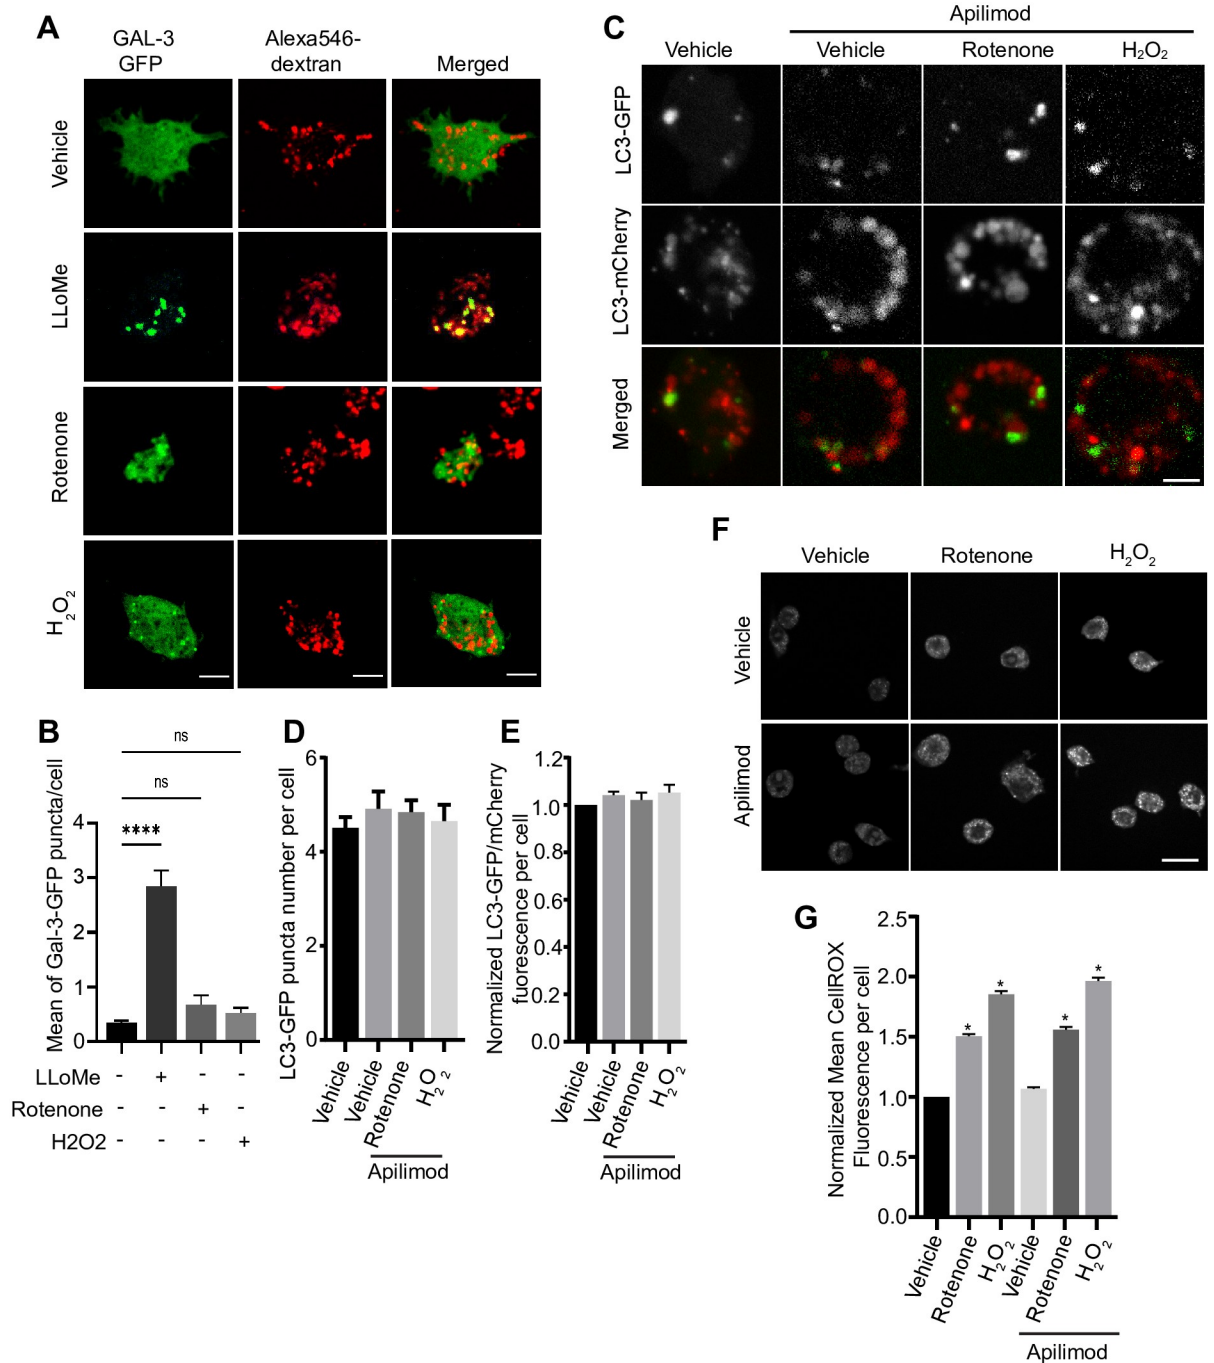 A
GAL-3
GFP
Alexa546-
dextran
Merged
Vehicle
LLoMe
Rotenone
H2O2
B
Mean of Gal-3-GFP puncta/cell
ns
ns
****
4
3
2
1
0
LLoMe - + - -
Rotenone - - + -
H2O2 - - - +
C
Apilimod
Vehicle Vehicle Rotenone H2O2
LC3-GFP
LC3-mCherry
Merged
D
LC3-GFP puncta number per cell
6
4
2
0
Vehicle
Vehicle
Rotenone
H2O2
Apilimod
E
Normalized LC3-GFP/mCherry
fuorescence per cell
1.2
1.0
0.8
0.6
0.4
0.2
0.0
Vehicle
Vehicle
Rotenone
H2O2
Apilimod
F
Vehicle Rotenone H2O2
Vehicle
Apilimod
G
Normalized Mean CellROX
Fluorescence per cell
2.5
2.0
1.5
1.0
0.5
0.0
* * * *
Vehicle
Rotenone
H2O2
Vehicle
Rotenone
H2O2
Apilimod